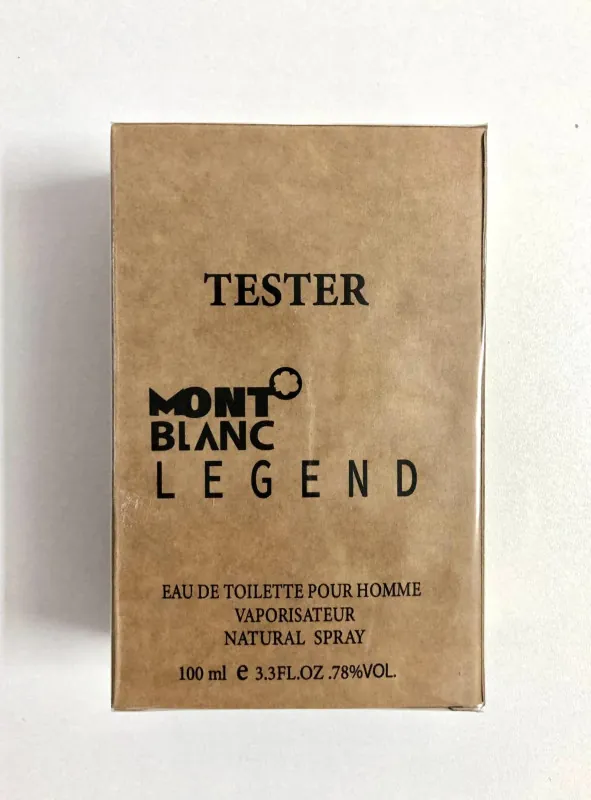 TESTER
MONT
BLANC
LEGEND
EAU DE TOILETTE POUR HOMME
VAPORISATEUR
NATURAL SPRAY
100 ml e 3.3FL.OZ .78%VOL.